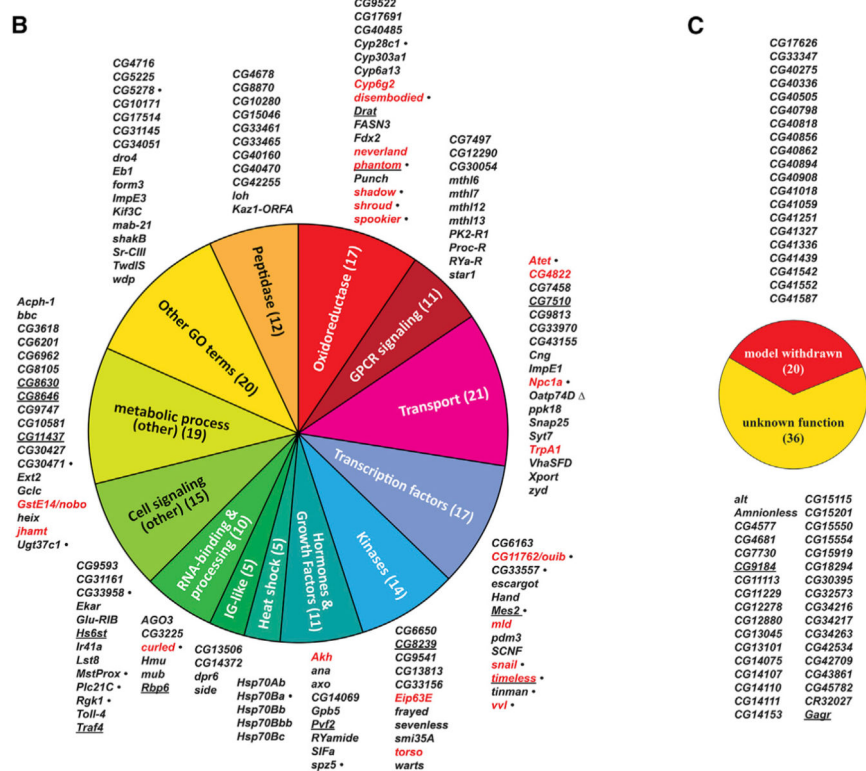 B
CG4716
CG5225
CG5278 •
CG10171
CG17514
CG31145
CG34051
dro4
Eb1
form3
ImpE3
Kif3C
mab-21
shakB
Sr-CIII
TwdlS
wdp
CG4678
CG8870
CG10280
CG15046
CG33461
CG33465
CG40160
CG40470
CG42255
loh
Kaz1-ORFA
CG9522
CG17691
CG40485
Cyp28c1 •
Cyp303a1
Cyp6a13
Cyp6g2
disembodied •
Drat
FASN3
Fdx2
neverland
phantom •
Punch
shadow •
shroud •
spookier •
CG7497
CG12290
CG30054
mthl6
mthl7
mthl12
mthl13
PK2-R1
Proc-R
RYa-R
star1
Atet •
CG4822
CG7458
CG7510
CG9813
CG33970
CG43155
Cng
ImpE1
Npc1a •
Oatp74D Δ
ppk18
Snap25
Syt7
TrpA1
VhaSFD
Xport
zyd
Acph-1
bbc
CG3618
CG6201
CG6962
CG8105
CG8630
CG8646
CG9747
CG10581
CG11437
CG30427
CG30471 •
Ext2
Gclc
GstE14/nobo
heix
jhamt
Ugt37c1 •
Peptidase (12)
Oxidoreductase (17)
GPCR signaling (11)
Transport (21)
Transcription factors (17)
Kinases (14)
Hormones &
Growth Factors (11)
Heat shock (5)
IG-like (5)
RNA-binding &
processing (10)
Cell signaling
(other) (15)
metabolic process
(other) (19)
Other GO terms (20)
CG9593
CG31161
CG33958 •
Ekar
Glu-RIB
Hs6st
Ir41a
Lst8
MstProx •
Plc21C •
Rgk1 •
Toll-4
Traf4
AGO3
CG3225
curled •
Hmu
mub
Rbp6
CG13506
CG14372
dpr6
side
Hsp70Ab
Hsp70Ba •
Hsp70Bb
Hsp70Bbb
Hsp70Bc
Akh
ana
axo
CG14069
Gpb5
Pvf2
RYamide
SIFa
spz5 •
CG6650
CG8239
CG9541
CG13813
CG33156
Eip63E
frayed
sevenless
smi35A
torso
warts
CG6163
CG11762/ouib •
CG33557 •
escargot
Hand
Mes2 •
mld
pdm3
SCNF
snail •
timeless •
tinman •
vvl •
C
CG17626
CG33347
CG40275
CG40336
CG40505
CG40798
CG40818
CG40856
CG40862
CG40894
CG40908
CG41018
CG41059
CG41251
CG41327
CG41336
CG41439
CG41542
CG41552
CG41587
model withdrawn
(20)
unknown function
(36)
alt
Amnionless
CG4577
CG4681
CG7730
CG9184
CG11113
CG11229
CG12278
CG12880
CG13045
CG13101
CG14075
CG14107
CG14110
CG14153
CG15115
CG15201
CG15550
CG15554
CG15919
CG18294
CG30395
CG32573
CG34216
CG34217
CG34263
CG42534
CG42709
CG43861
CG45782
CR32027
Gagr